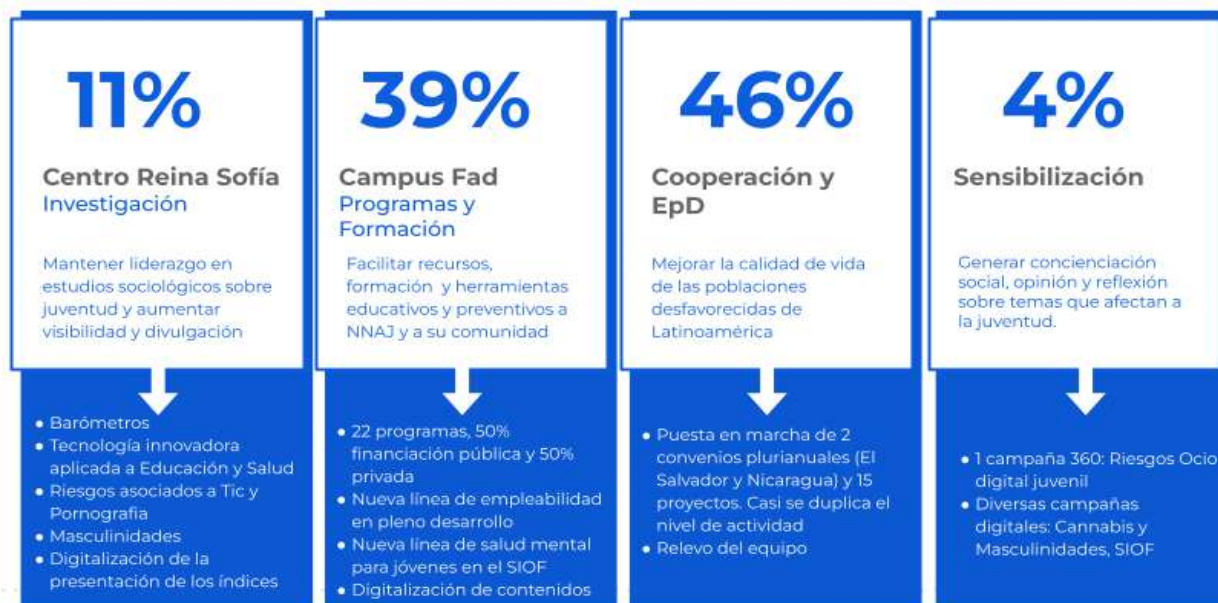 11%
Centro Reina Sofía
Investigación
Mantener liderazgo en
estudios sociológicos sobre
juventud y aumentar
visibilidad y divulgación
● Barómetros
● Tecnología innovadora
aplicada a Educación y Salud
● Riesgos asociados a Tic y
Pornografia
● Masculinidades
● Digitalización de la
presentación de los índices
39%
Campus Fad
Programas y
Formación
Facilitar recursos,
formación y herramientas
educativos y preventivos a
NNAJ y a su comunidad
● 22 programas, 50%
financiación pública y 50%
privada
● Nueva línea de empleabilidad
en pleno desarrollo
● Nueva línea de salud mental
para jóvenes en el SIOF
● Digitalización de contenidos
46%
Cooperación y
EpD
Mejorar la calidad de vida
de las poblaciones
desfavorecidas de
Latinoamérica
● Puesta en marcha de 2
convenios plurianuales (El
Salvador y Nicaragua) y 15
proyectos. Casi se duplica el
nivel de actividad
● Relevo del equipo
4%
Sensibilización
Generar concienciación
social, opinión y reflexión
sobre temas que afectan a
la juventud.
● 1 campaña 360: Riesgos Ocio
digital juvenil
● Diversas campañas
digitales: Cannabis y
Masculinidades, SIOF